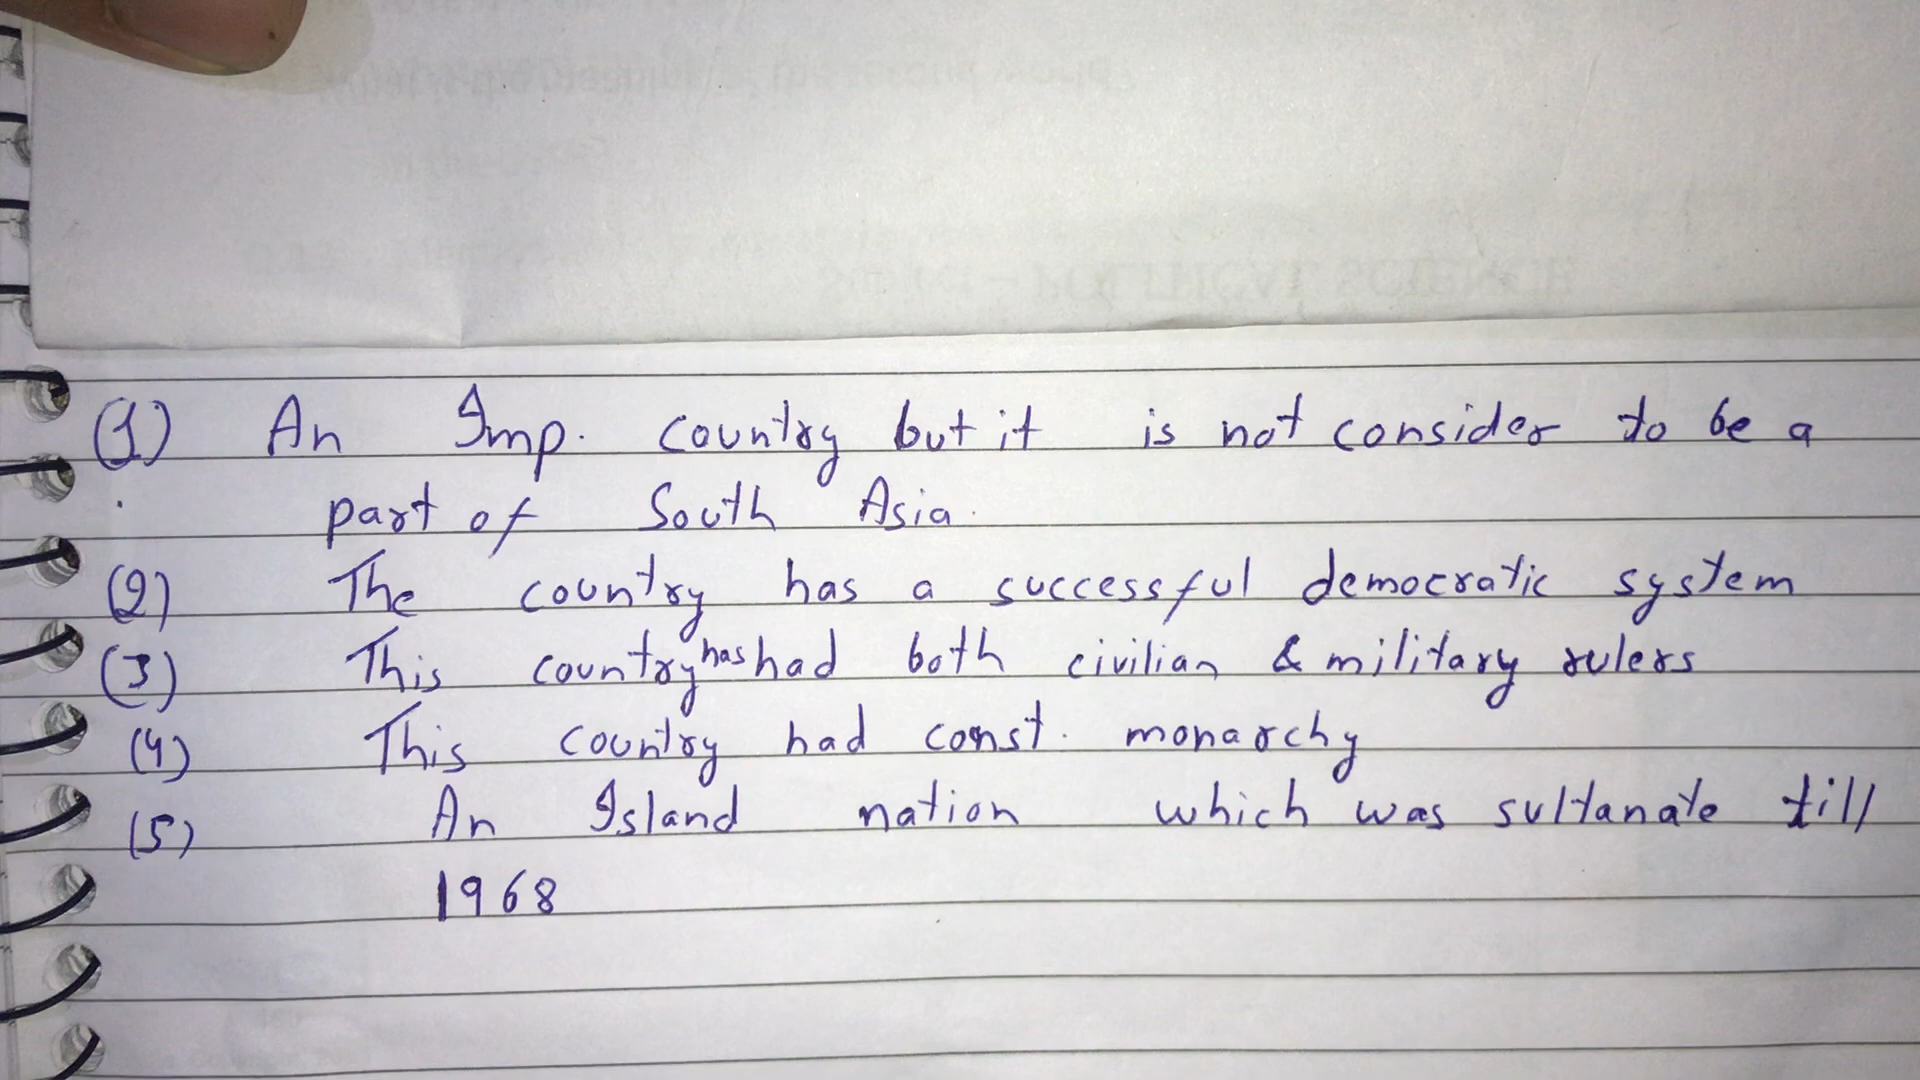 (1) An Imp. country but it is not consider to be a
part of South Asia.
(2) The country has a successful democratic system
(3) This country has had both civilian & military rulers
(4) This country had const. monarchy
(5) An Island nation which was sultanate till
1968